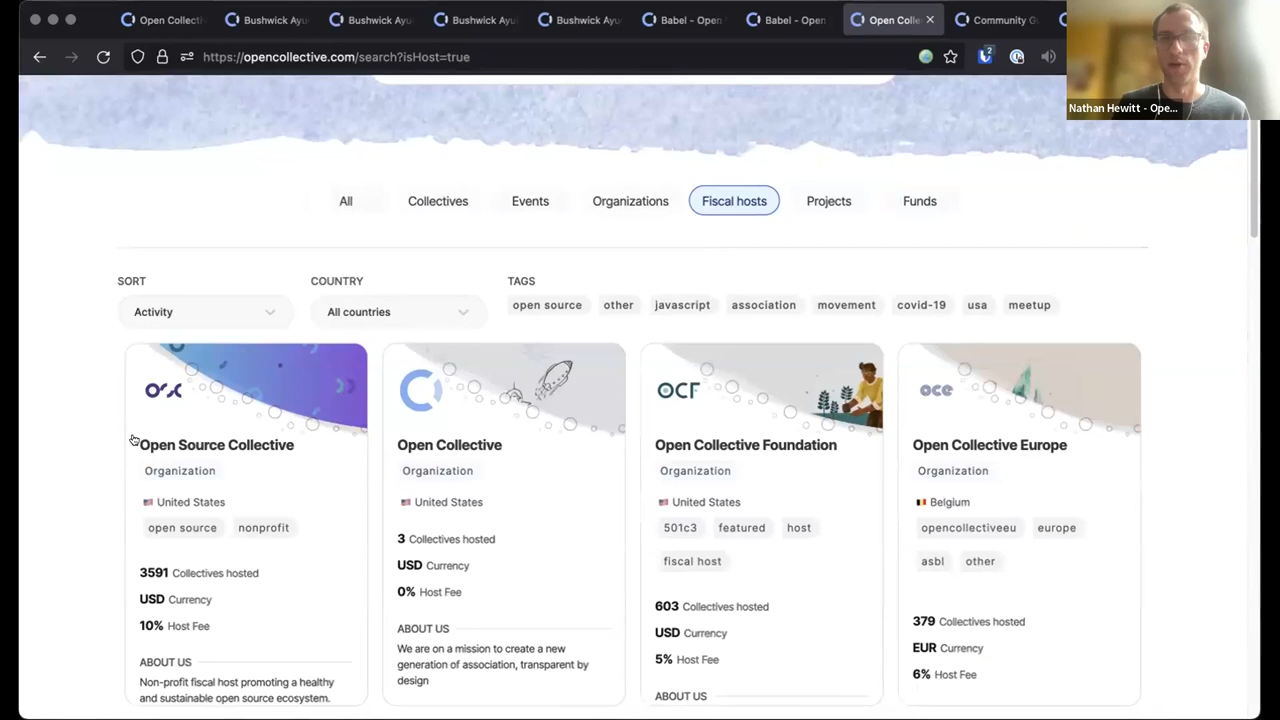 Open Collecti
Bushwick Ayu
Bushwick Ayu
Bushwick Ayu
Bushwick Ayu
Babel - Open
Babel - Open
Open Colle
Community G
https://opencollective.com/search?isHost=true
2
Nathan Hewitt - Ope...
All
Collectives
Events
Organizations
Fiscal hosts
Projects
Funds
SORT
COUNTRY
TAGS
Activity
All countries
open source
other
javascript
association
movement
covid-19
usa
meetup
osc
Open Source Collective
Organization
United States
open source nonprofit
3591 Collectives hosted
USD Currency
10% Host Fee
ABOUT US
Non-profit fiscal host promoting a healthy
and sustainable open source ecosystem.
Open Collective
Organization
United States
3 Collectives hosted
USD Currency
0% Host Fee
ABOUT US
We are on a mission to create a new
generation of association, transparent by
design
OCF
Open Collective Foundation
Organization
United States
501c3 featured host
fiscal host
603 Collectives hosted
USD Currency
5% Host Fee
ABOUT US
oce
Open Collective Europe
Organization
Belgium
opencollectiveeu europe
asbl other
379 Collectives hosted
EUR Currency
6% Host Fee